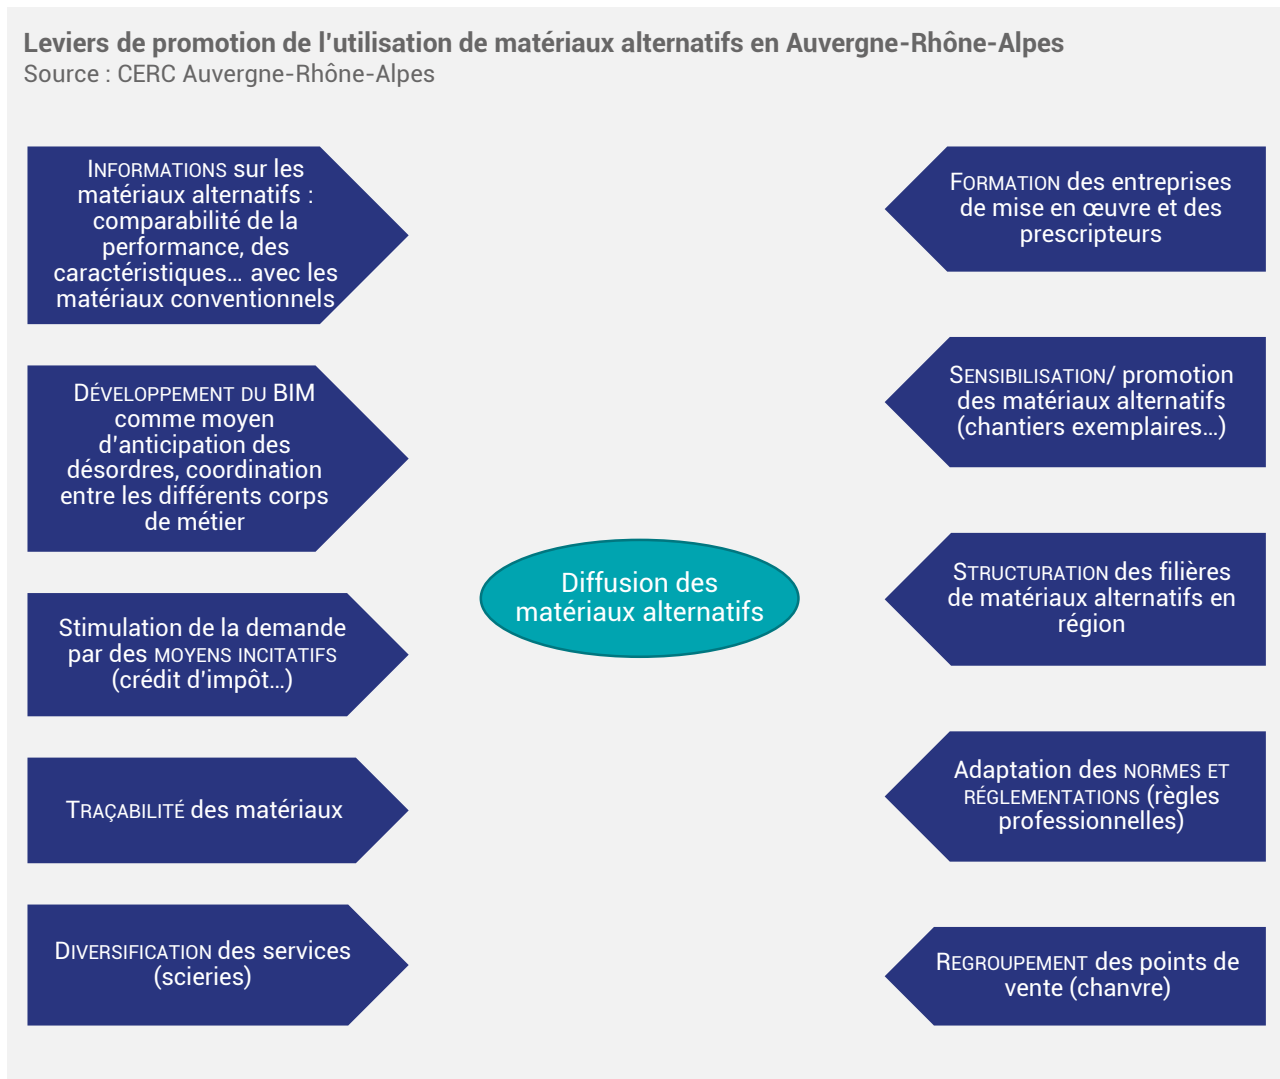 Leviers de promotion de l'utilisation de matériaux alternatifs en Auvergne-Rhône-Alpes
Source : CERC Auvergne-Rhône-Alpes
INFORMATIONS sur les
matériaux alternatifs :
comparabilité de la
performance, des
caractéristiques… avec les
matériaux conventionnels
DÉVELOPPEMENT DU BIM
comme moyen
d'anticipation des
désordres, coordination
entre les différents corps
de métier
Stimulation de la demande
par des MOYENS INCITATIFS
(crédit d'impôt…)
TRAÇABILITÉ des matériaux
DIVERSIFICATION des services
(scieries)
Diffusion des
matériaux alternatifs
FORMATION des entreprises
de mise en œuvre et des
prescripteurs
SENSIBILISATION/ promotion
des matériaux alternatifs
(chantiers exemplaires…)
STRUCTURATION des filières
de matériaux alternatifs en
région
Adaptation des NORMES ET
RÉGLEMENTATIONS (règles
professionnelles)
REGROUPEMENT des points de
vente (chanvre)